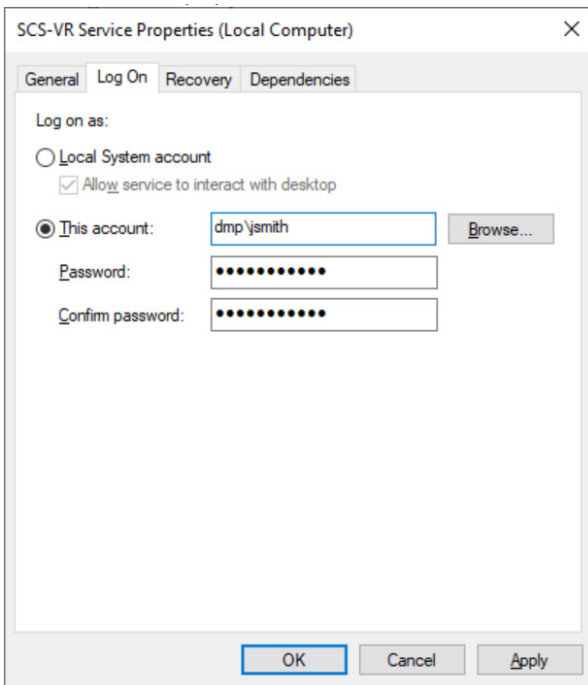 SCS-VR Service Properties (Local Computer)
General Log On Recovery Dependencies
Log on as:
Local System account
Allow service to interact with desktop
This account: dmp\jsmith Browse...
Password: ●●●●●●●●●●●
Confirm password: ●●●●●●●●●●●
OK Cancel Apply